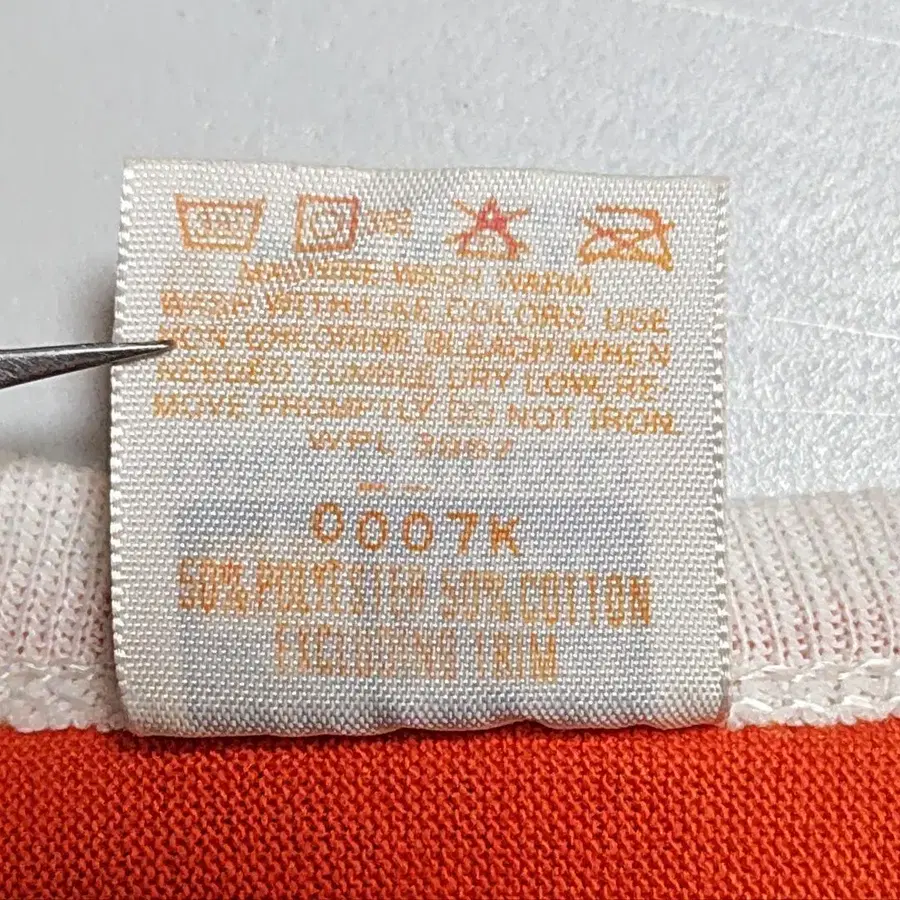 MACHINE WASH WARM
WASH WITH LIKE COLORS. USE
NON CHLORINE BLEACH WHEN
NEEDED TUMBLE DRY LOW. RE-
MOVE PROMPTLY DO NOT IRON.
WPL
0007K
50% POLYESTER 50% COTTON
EXCLUDING TRIM